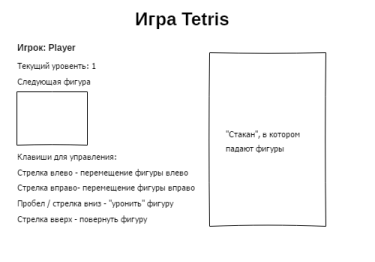 Игра Tetris
Игрок: Player
Текущий уровенть: 1
Следующая фигура
"Стакан", в котором
падают фигуры
Клавиши для управления:
Стрелка влево - перемещение фигуры влево
Стрелка вправо- перемещение фигуры вправо
Пробел / стрелка вниз - "уронить" фигуру
Стрелка вверх - повернуть фигуру